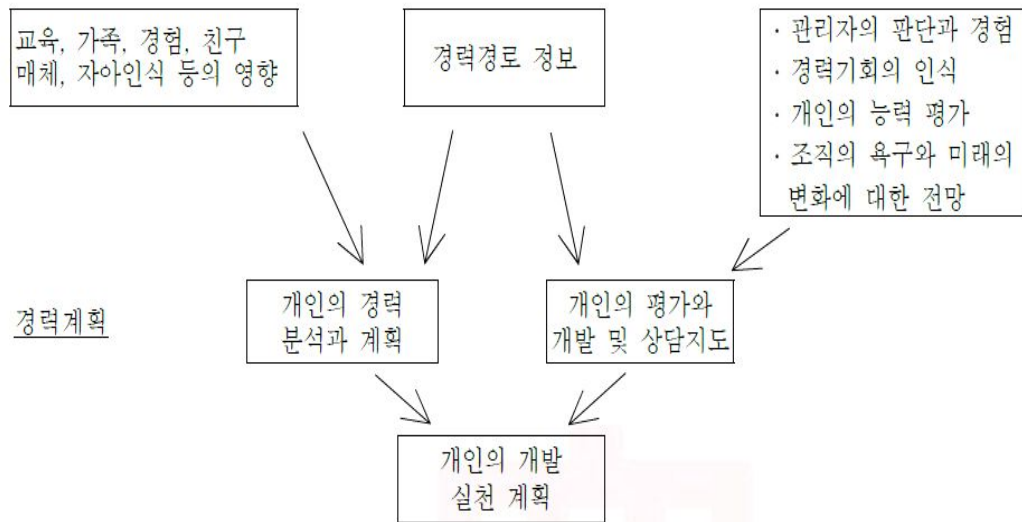 교육, 가족, 경험, 친구
매체, 자아인식 등의 영향
경력경로 정보
· 관리자의 판단과 경험
· 경력기회의 인식
· 개인의 능력 평가
· 조직의 욕구와 미래의
변화에 대한 전망
경력계획
개인의 경력
분석과 계획
개인의 평가와
개발 및 상담지도
개인의 개발
실천 계획